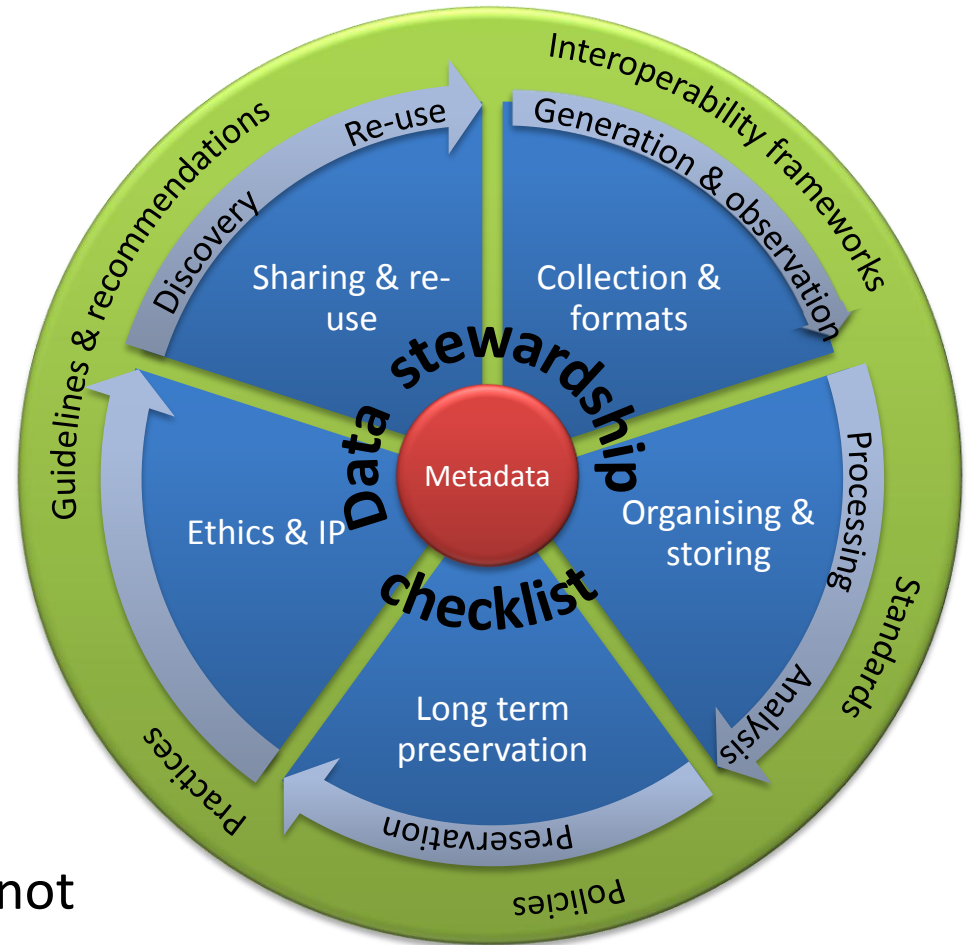 Interoperability frameworks
Guidelines & recommendations
Re-use
Generation & observation
Discovery
Sharing & re-
use
Collection &
formats
Data stewardship
checklist
Metadata
Ethics & IP
Organising &
storing
Processing
Analysis
Standards
Long term
preservation
Preservation
Practices
Policies
not